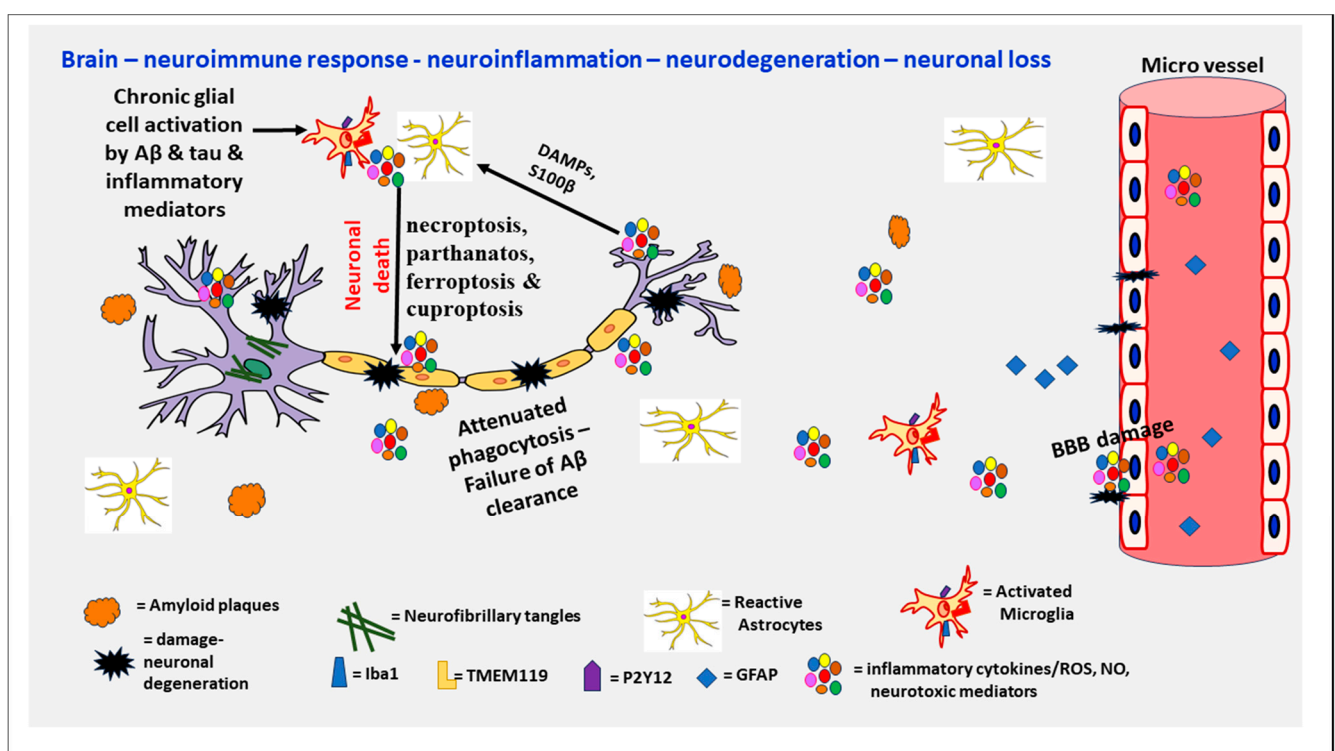 Brain – neuroimmune response - neuroinflammation – neurodegeneration – neuronal loss
Micro vessel
Chronic glial
cell activation
by Aβ & tau &
inflammatory
mediators
DAMPs,
S100β
Neuronal
death
necroptosis,
parthanatos,
ferroptosis &
cuproptosis
Attenuated
phagocytosis –
Failure of Aβ
clearance
BBB damage
= Amyloid plaques
= damage-
neuronal
degeneration
= Neurofibrillary tangles
= Reactive
Astrocytes
= Activated
Microglia
= Iba1
= TMEM119
= P2Y12
= GFAP
= inflammatory cytokines/ROS, NO,
neurotoxic mediators